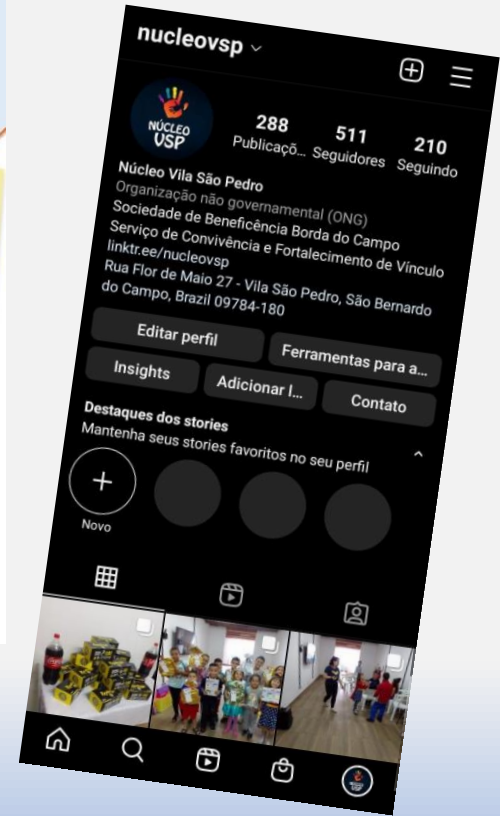 nucleovsp
NÚCLEO
VSP
288
Publicaçõ...
511
Seguidores
210
Seguindo
Núcleo Vila São Pedro
Organização não governamental (ONG)
Sociedade de Beneficência Borda do Campo
Serviço de Convivência e Fortalecimento de Vínculo
linktr.ee/nucleovsp
Rua Flor de Maio 27 - Vila São Pedro, São Bernardo
do Campo, Brazil 09784-180
Editar perfil
Ferramentas para a...
Insights
Adicionar I...
Contato
Destaques dos stories
Mantenha seus stories favoritos no seu perfil
Novo